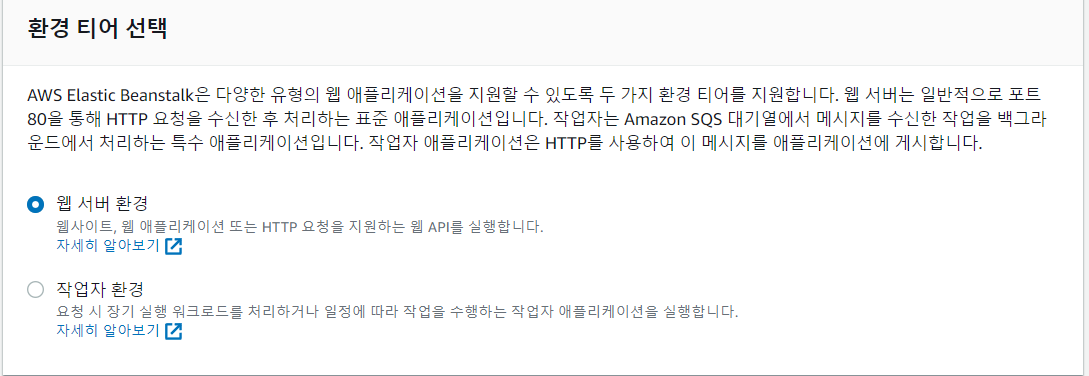 환경 티어 선택
AWS Elastic Beanstalk은 다양한 유형의 웹 애플리케이션을 지원할 수 있도록 두 가지 환경 티어를 지원합니다. 웹 서버는 일반적으로 포트
80을 통해 HTTP 요청을 수신한 후 처리하는 표준 애플리케이션입니다. 작업자는 Amazon SQS 대기열에서 메시지를 수신한 작업을 백그라
운드에서 처리하는 특수 애플리케이션입니다. 작업자 애플리케이션은 HTTP를 사용하여 이 메시지를 애플리케이션에 게시합니다.
웹 서버 환경
웹사이트, 웹 애플리케이션 또는 HTTP 요청을 지원하는 웹 API를 실행합니다.
자세히 알아보기
작업자 환경
요청 시 장기 실행 워크로드를 처리하거나 일정에 따라 작업을 수행하는 작업자 애플리케이션을 실행합니다.
자세히 알아보기